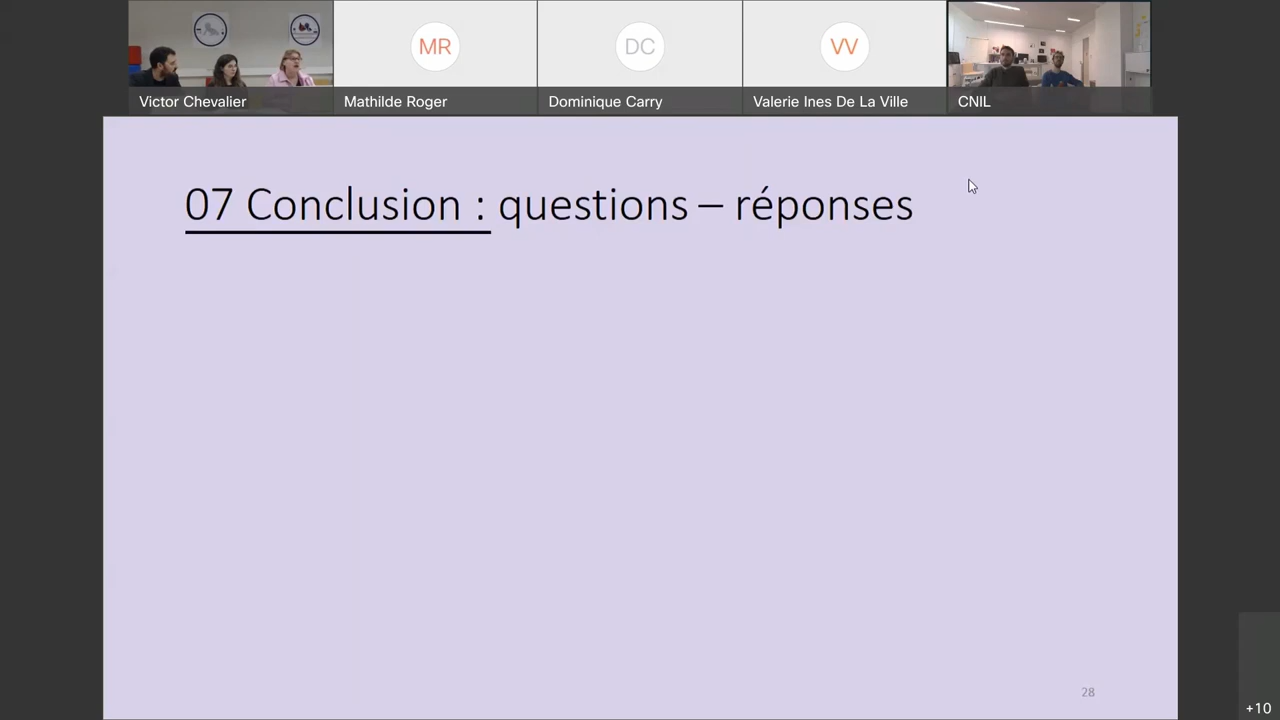 MR
DC
VV
Victor Chevalier
Mathilde Roger
Dominique Carry
Valerie Ines De La Ville
CNIL
07 Conclusion : questions – réponses
28
+10